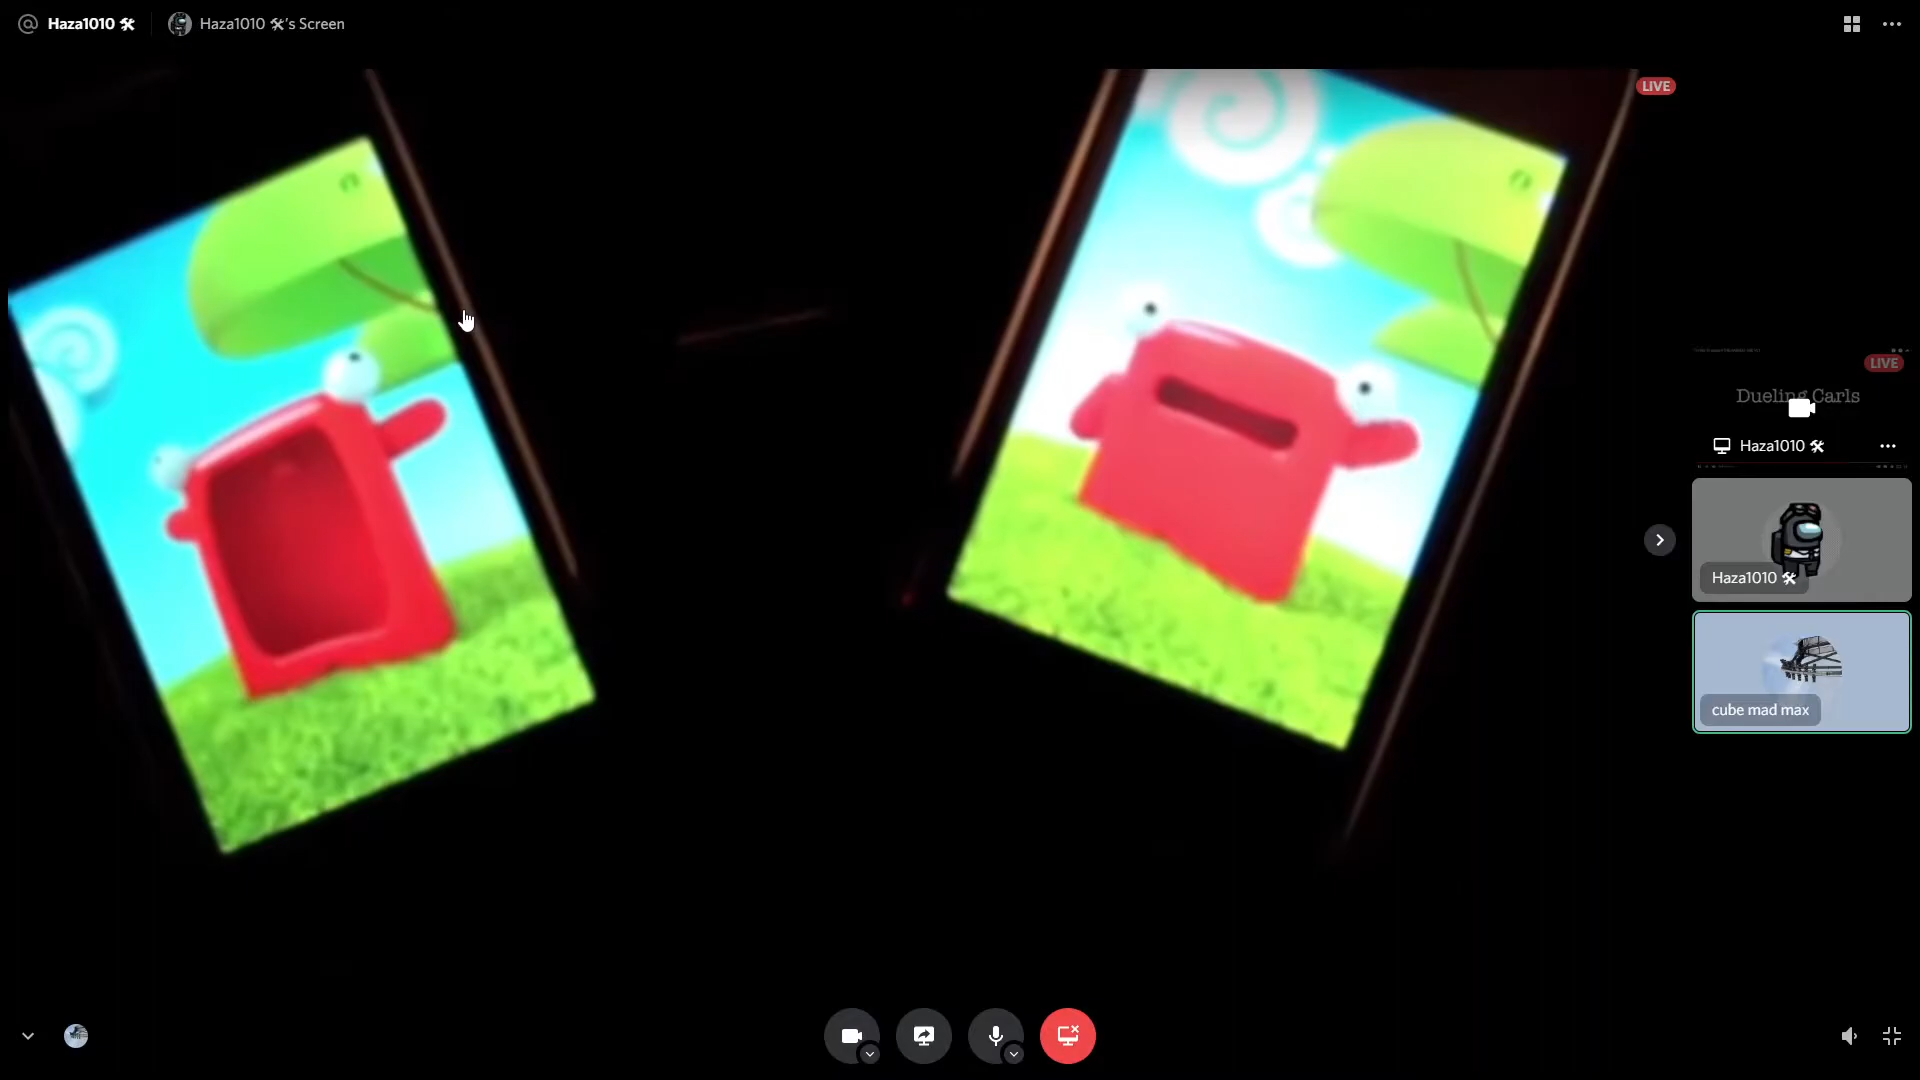 Haza1010 🛠
Haza1010 🛠's Screen
LIVE
LIVE
Dueling Carls
Haza1010 🛠
Haza1010 🛠
cube mad max